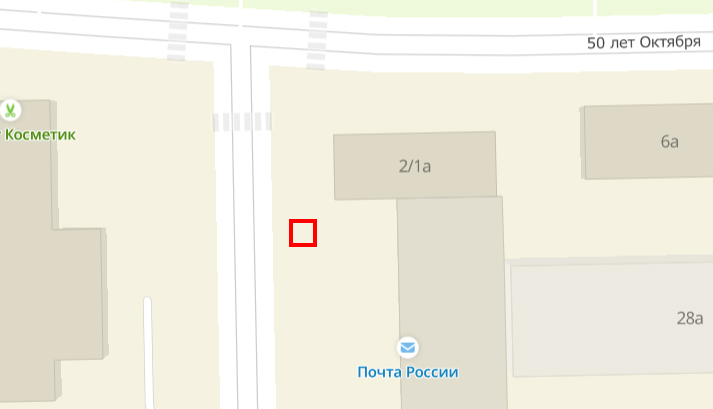 50 лет Октября
Косметик
2/1а
6а
28а
Почта России